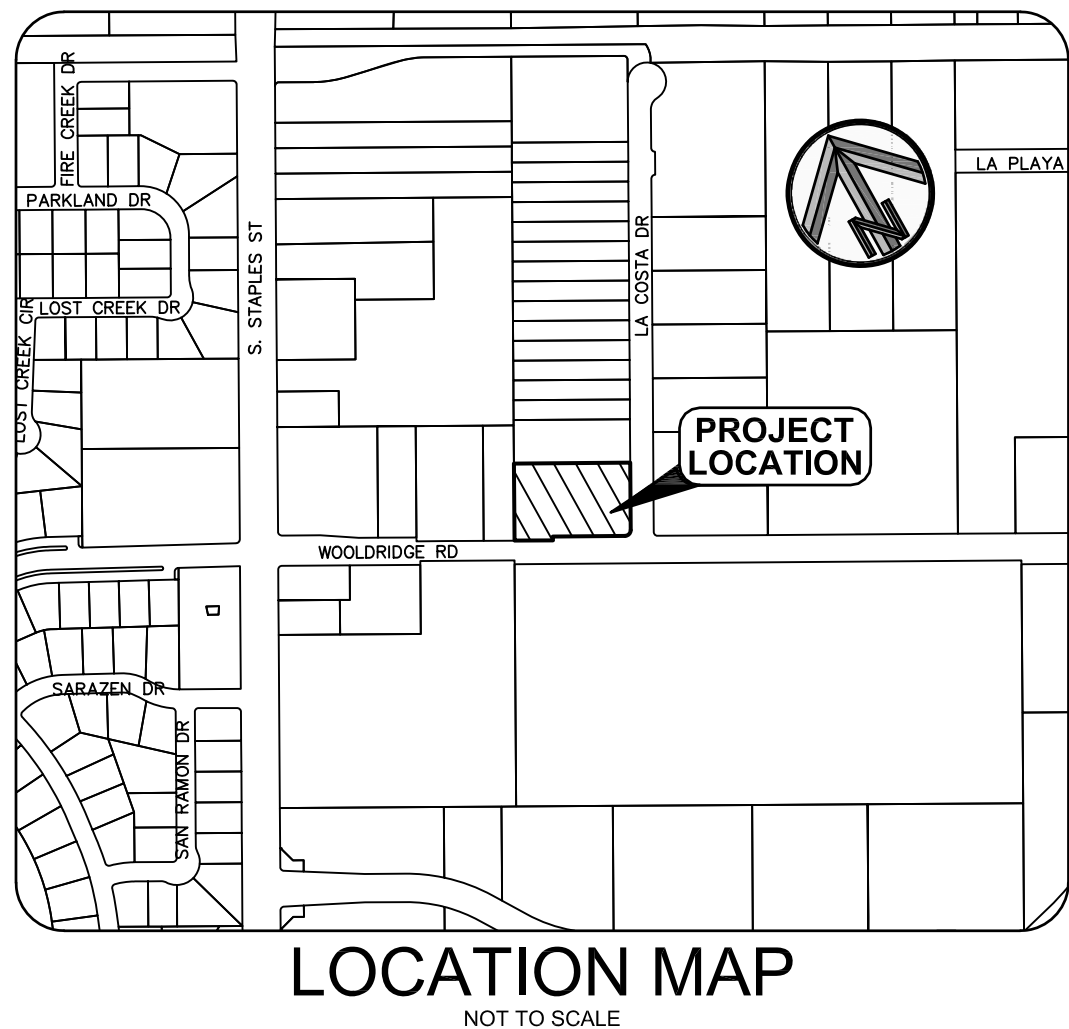 FIRE CREEK DR
PARKLAND DR
LOST CREEK DR
LOST CREEK CIR
S. STAPLES ST
LA COSTA DR
LA PLAYA
N
PROJECT
LOCATION
WOOLDRIDGE RD
SARAZEN DR
SAN RAMON DR
LOCATION MAP
NOT TO SCALE